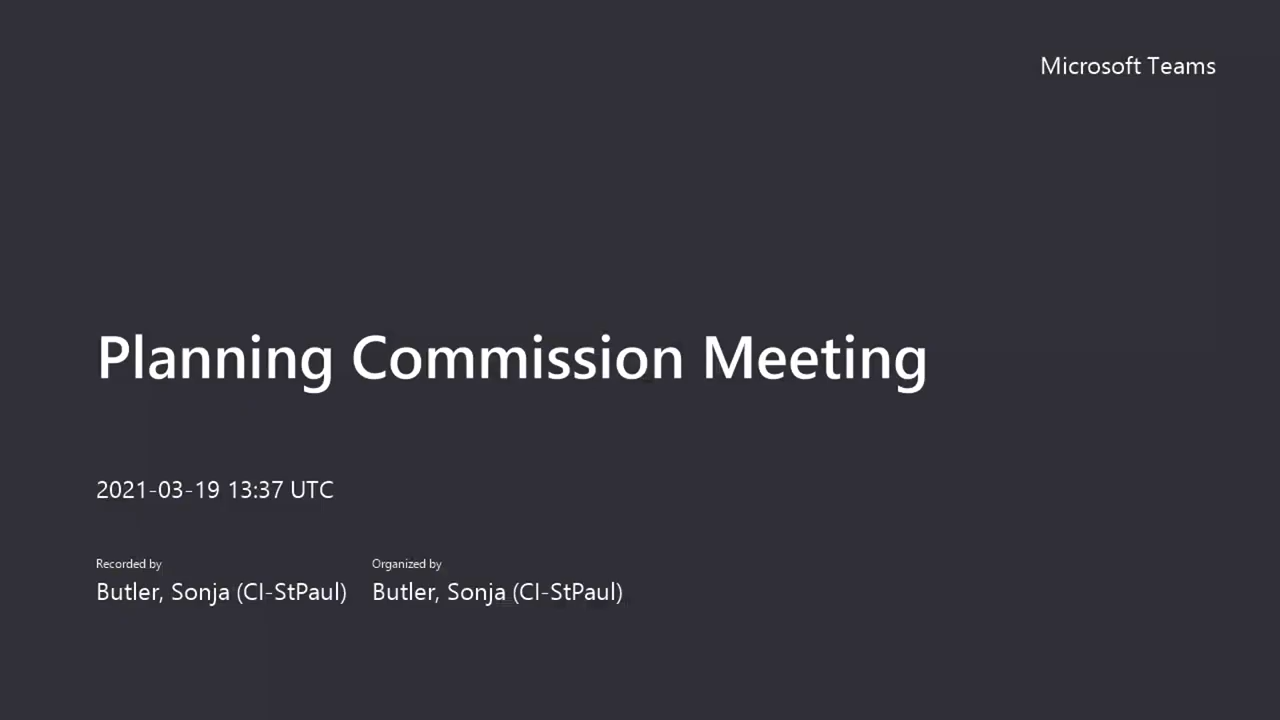 Microsoft Teams
Planning Commission Meeting
2021-03-19 13:37 UTC
Recorded by Organized by
Butler, Sonja (CI-StPaul) Butler, Sonja (CI-StPaul)